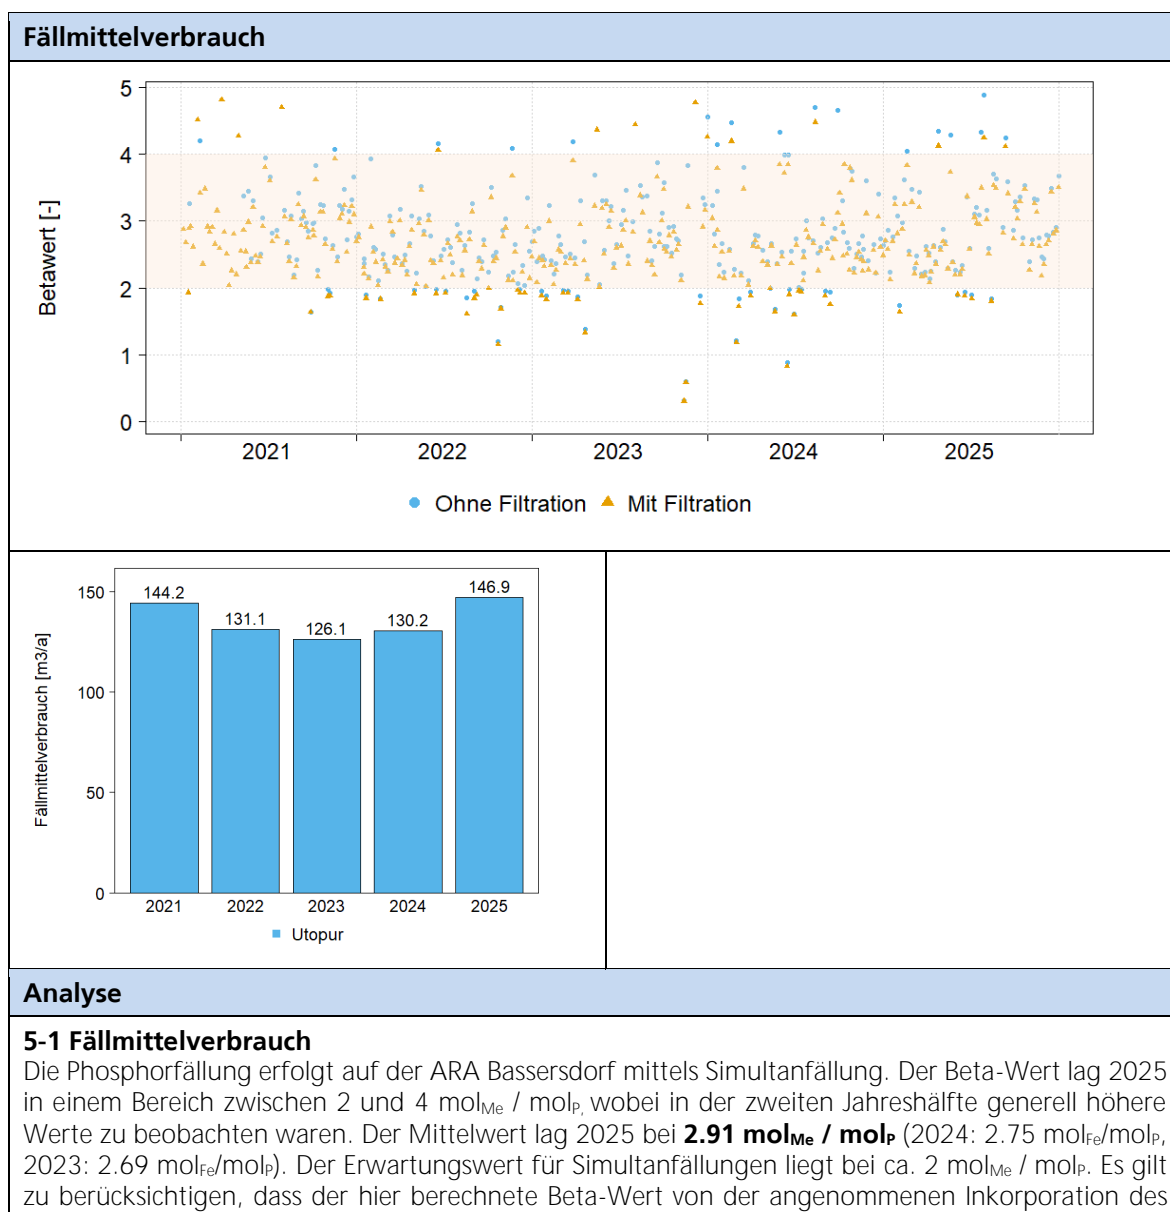 Fällmittelverbrauch
5
4
3
2
1
0
Betawert [-]
2021 2022 2023 2024 2025
Ohne Filtration Mit Filtration
150
100
50
0
Fällmittelverbrauch [m3/a]
144.2 131.1 126.1 130.2 146.9
2021 2022 2023 2024 2025
Utopur
Analyse
5-1 Fällmittelverbrauch
Die Phosphorfällung erfolgt auf der ARA Bassersdorf mittels Simultanfällung. Der Beta-Wert lag 2025
in einem Bereich zwischen 2 und 4 molMe / molP, wobei in der zweiten Jahreshälfte generell höhere
Werte zu beobachten waren. Der Mittelwert lag 2025 bei 2.91 molMe / molP (2024: 2.75 molFe/molP,
2023: 2.69 molFe/molP). Der Erwartungswert für Simultanfällungen liegt bei ca. 2 molMe / molP. Es gilt
zu berücksichtigen, dass der hier berechnete Beta-Wert von der angenommenen Inkorporation des